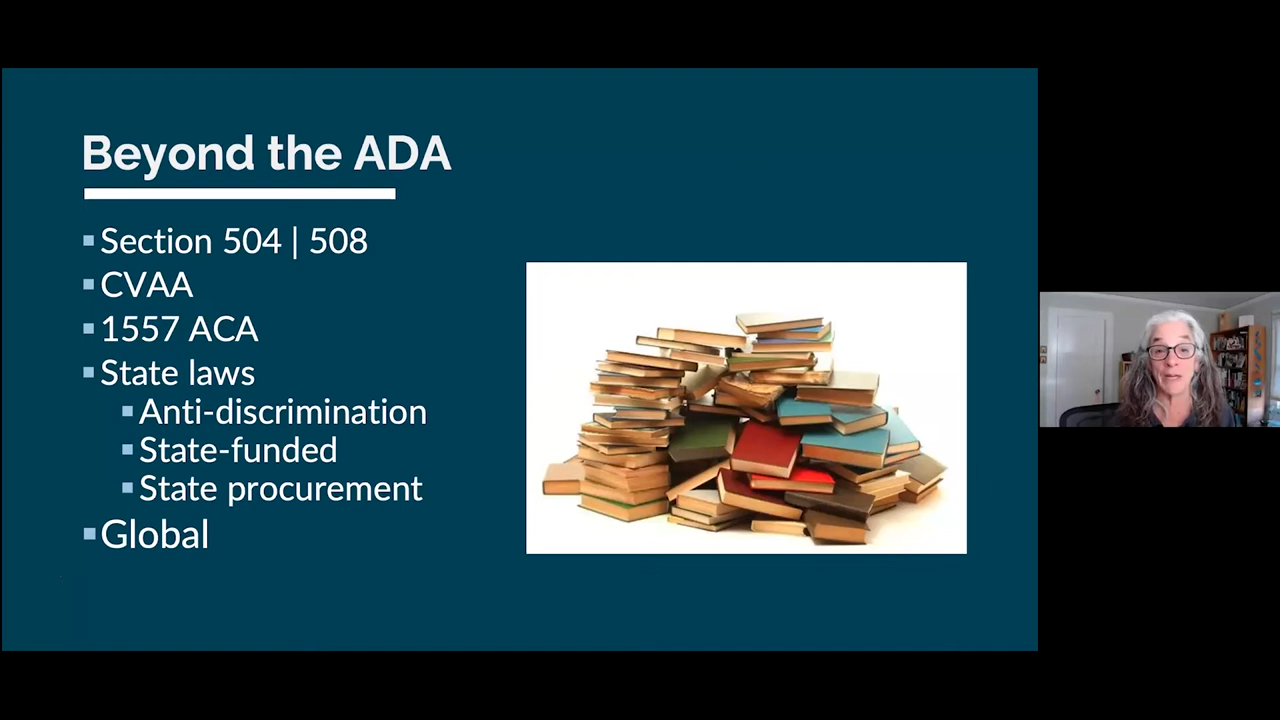 Beyond the ADA
▪Section 504 | 508
▪CVAA
▪1557 ACA
▪State laws
▪Anti-discrimination
▪State-funded
▪State procurement
▪Global